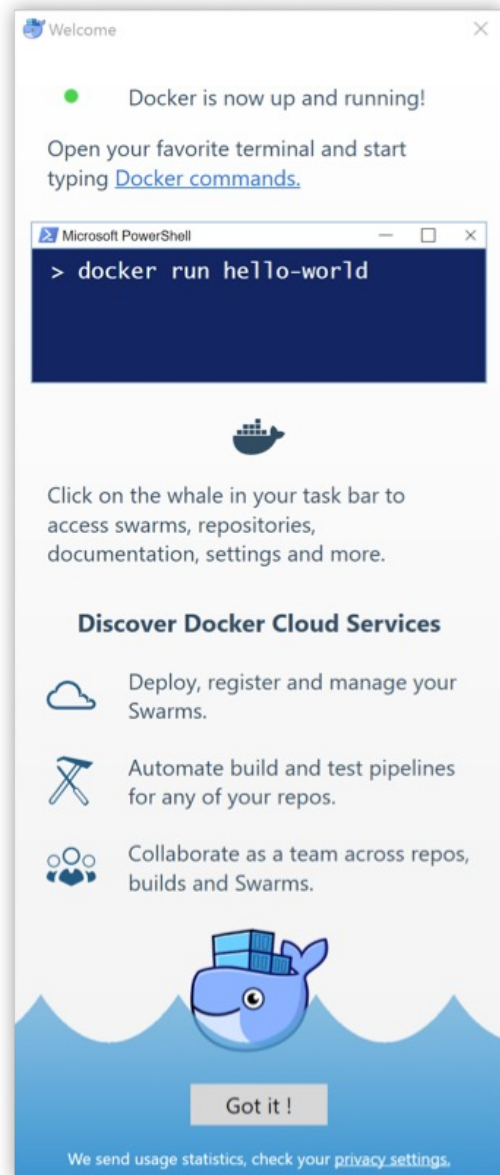 Welcome
Docker is now up and running!
Open your favorite terminal and start
typing Docker commands.
Microsoft PowerShell
> docker run hello-world
Click on the whale in your task bar to
access swarms, repositories,
documentation, settings and more.
Discover Docker Cloud Services
Deploy, register and manage your
Swarms.
Automate build and test pipelines
for any of your repos.
Collaborate as a team across repos,
builds and Swarms.
Got it !
We send usage statistics, check your privacy settings.